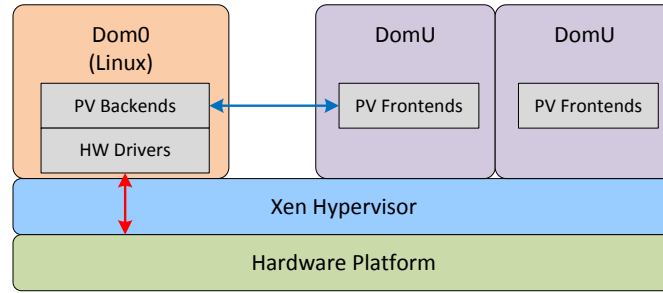 Dom0
(Linux)
PV Backends
HW Drivers
DomU
PV Frontends
DomU
PV Frontends
Xen Hypervisor
Hardware Platform